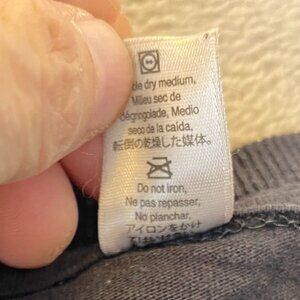 dry medium,
Milieu sec de
dégringolade, Medio
seco de la caída,
転倒の乾燥した媒体。
Do not iron,
Ne pas repasser,
No planchar,
アイロンをかけ